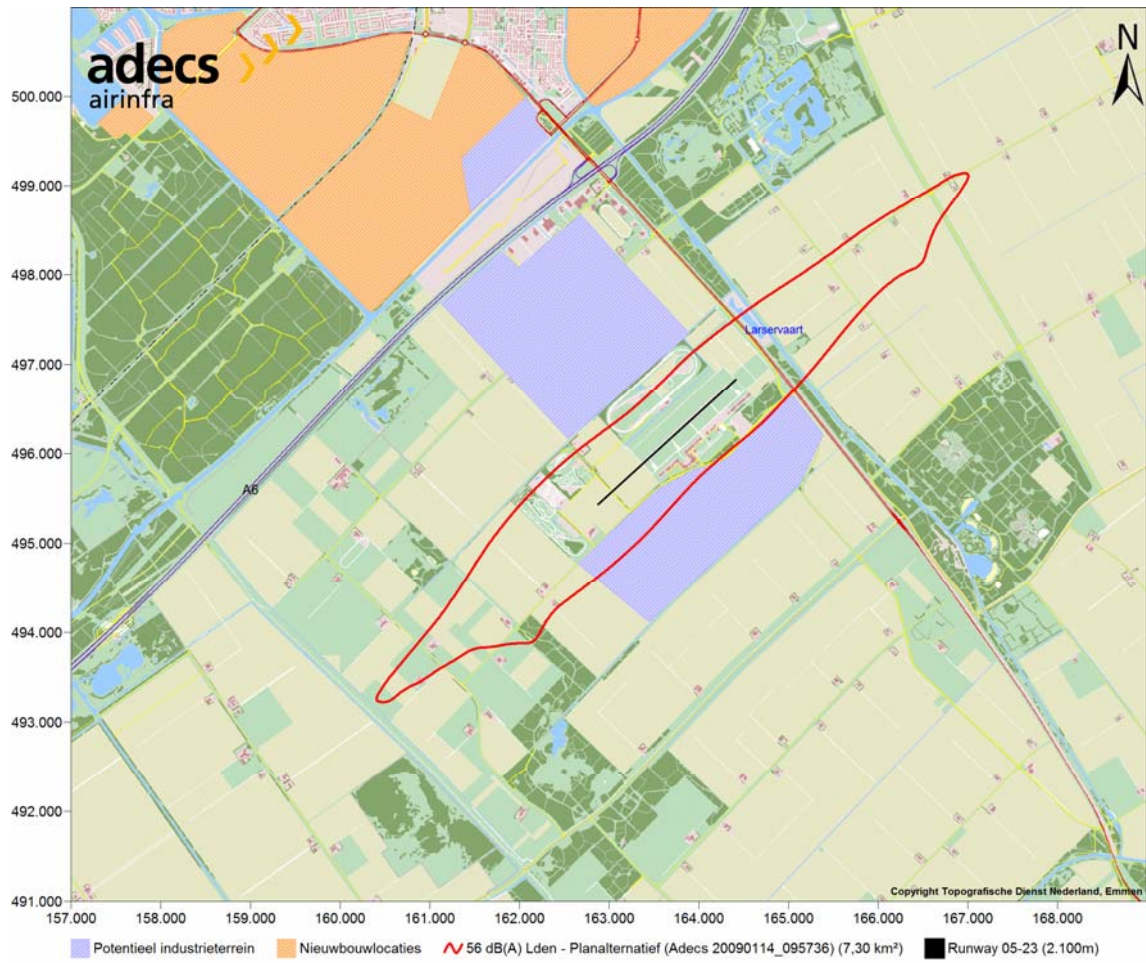 adecs
airinfra
N
500.000
499.000
498.000
497.000
496.000
495.000
494.000
493.000
492.000
491.000
Larservaart
A6
Copyright Topografische Dienst Nederland, Emmen
157.000 158.000 159.000 160.000 161.000 162.000 163.000 164.000 165.000 166.000 167.000 168.000
Potentieel industrieterrein Nieuwbouwlocaties 56 dB(A) Lden - Planalternatief (Adecs 20090114_095736) (7,30 km²) Runway 05-23 (2.100m)